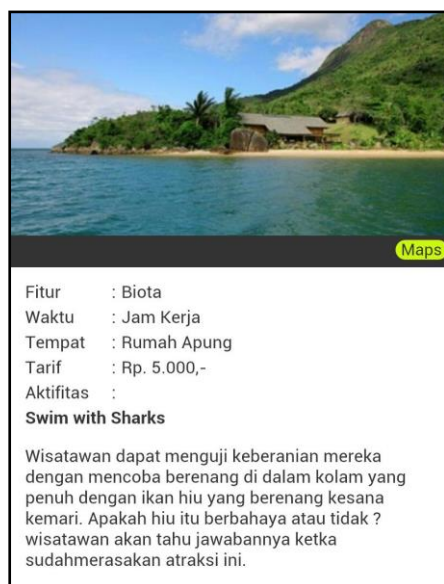 Maps
Fitur : Biota
Waktu : Jam Kerja
Tempat : Rumah Apung
Tarif : Rp. 5.000,-
Aktifitas :
Swim with Sharks
Wisatawan dapat menguji keberanian mereka
dengan mencoba berenang di dalam kolam yang
penuh dengan ikan hiu yang berenang kesana
kemari. Apakah hiu itu berbahaya atau tidak ?
wisatawan akan tahu jawabannya ketka
sudahmerasakan atraksi ini.